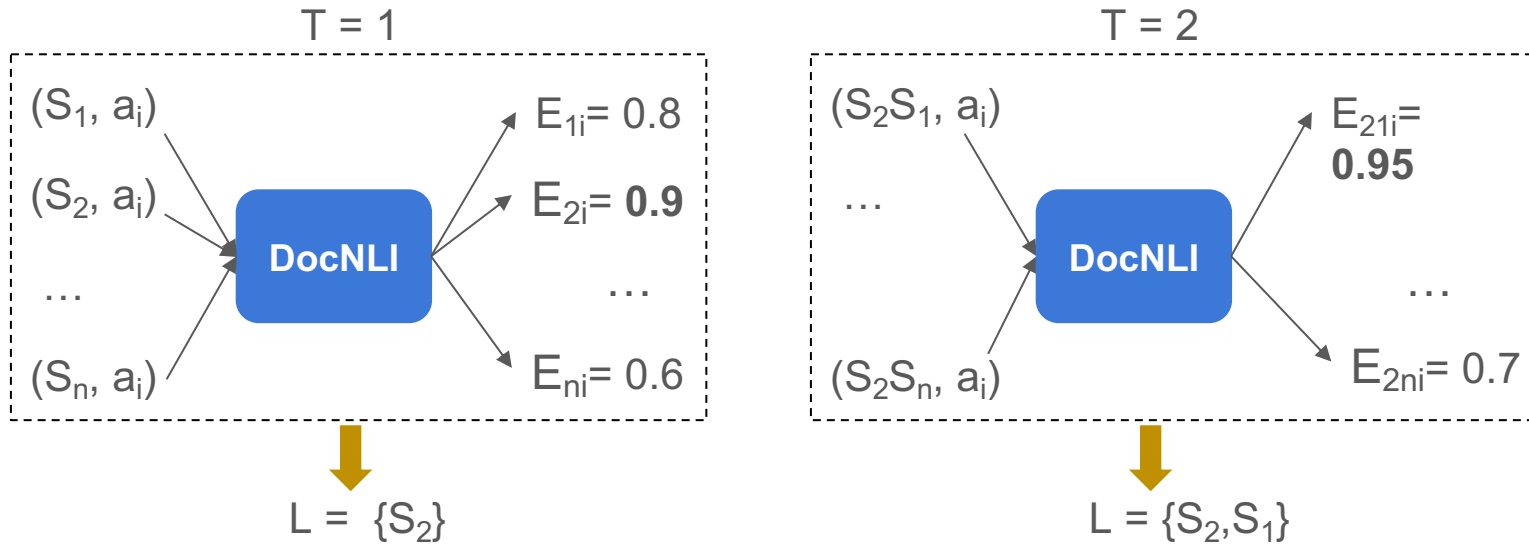 T = 1
(S₁, aᵢ)
E₁ᵢ= 0.8
(S₂, aᵢ)
E₂ᵢ= 0.9
DocNLI
...
...
(Sₙ, aᵢ)
Eₙᵢ= 0.6
L = {S₂}
T = 2
(S₂S₁, aᵢ)
E₂₁ᵢ=
0.95
...
DocNLI
...
(S₂Sₙ, aᵢ)
E₂ₙᵢ= 0.7
L = {S₂,S₁}